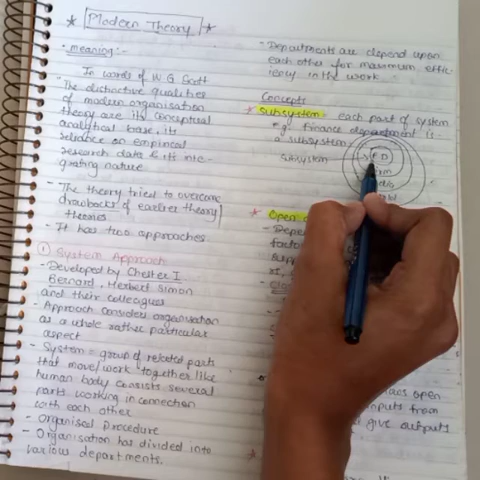 * Modern Theory *
• Meaning:-
In words of W G Scott
"The distinctive qualities
of modern organisation
theory are its conceptual
analytical base, its
reliance on empirical
research data & its inte-
grating nature
- The theory tried to overcome
drawbacks of earlier theory/
theories
- It has two approaches
① System Approach
- Developed by Chester I.
Bernard, Herbert Simon
and their colleagues
- Approach considers organisation
as a whole rather particular
aspect
- System = group of related parts
that move/work together like
human body consists several
parts working in connection
with each other
- Organised procedure
- Organisation has divided into
various departments.
- Departments are depend upon
each other for maximum effic-
iency in the work
Concepts
* Subsystem : each part of system
eg: finance department is
a subsystem
Subsystem
F D
* Open
- Depe
facto
supp
open
inputs from
give outputs
*